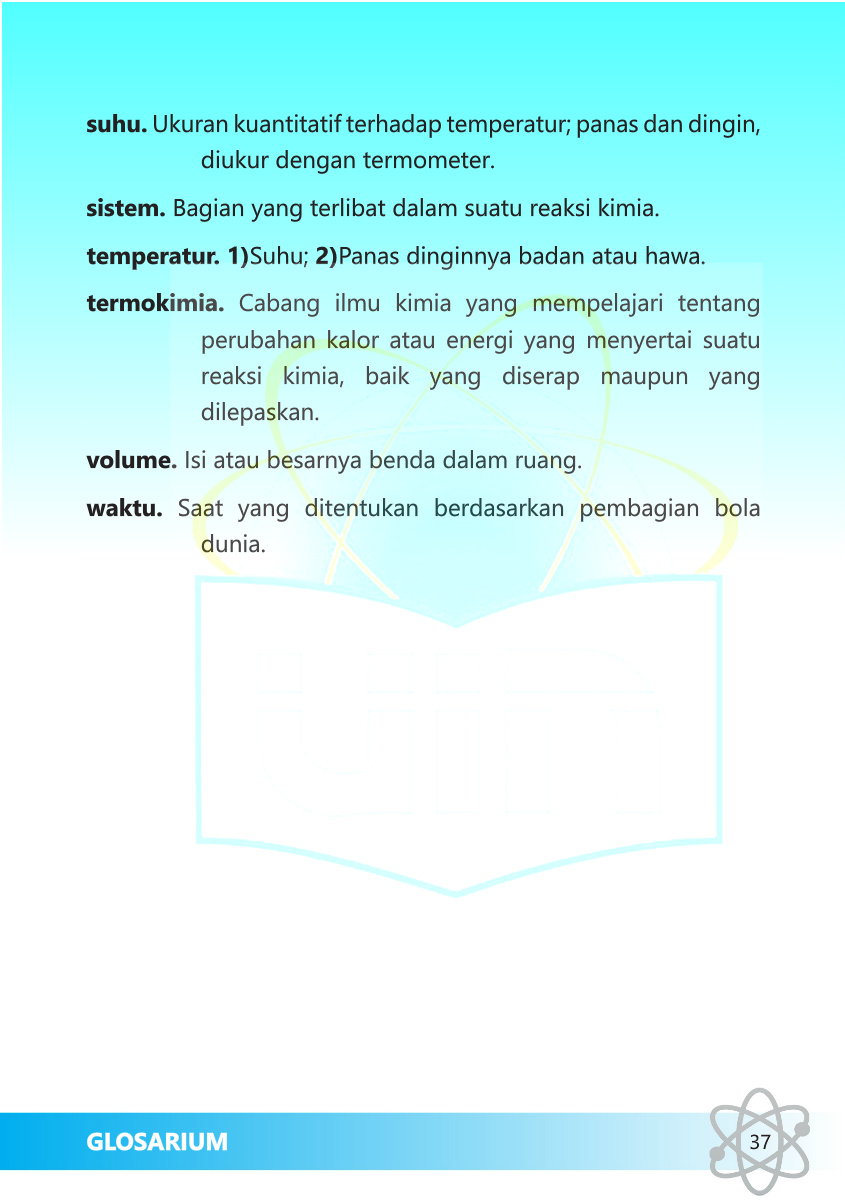 suhu. Ukuran kuantitatif terhadap temperatur; panas dan dingin,
diukur dengan termometer.
sistem. Bagian yang terlibat dalam suatu reaksi kimia.
temperatur. 1)Suhu; 2)Panas dinginnya badan atau hawa.
termokimia. Cabang ilmu kimia yang mempelajari tentang
perubahan kalor atau energi yang menyertai suatu
reaksi kimia, baik yang diserap maupun yang
dilepaskan.
volume. Isi atau besarnya benda dalam ruang.
waktu. Saat yang ditentukan berdasarkan pembagian bola
dunia.
GLOSARIUM
37